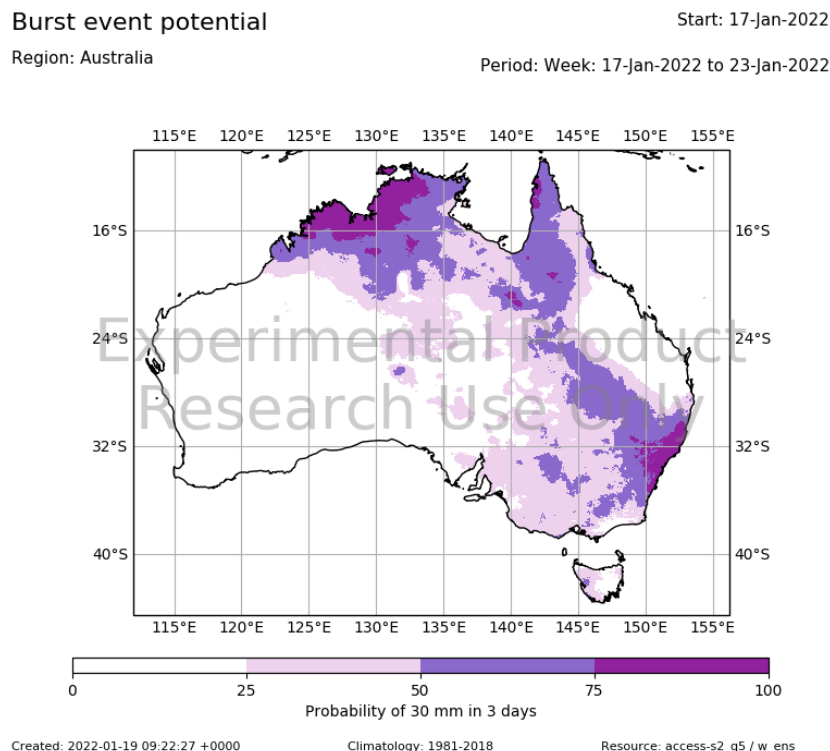 Burst event potential
Start: 17-Jan-2022
Region: Australia
Period: Week: 17-Jan-2022 to 23-Jan-2022
115°E 120°E 125°E 130°E 135°E 140°E 145°E 150°E 155°E
16°S 16°S
24°S 24°S
Experimental Product
Research Use Only
32°S 32°S
40°S 40°S
115°E 120°E 125°E 130°E 135°E 140°E 145°E 150°E 155°E
0 25 50 75 100
Probability of 30 mm in 3 days
Created: 2022-01-19 09:22:27 +0000 Climatology: 1981-2018 Resource: access-s2_g5 / w_ens